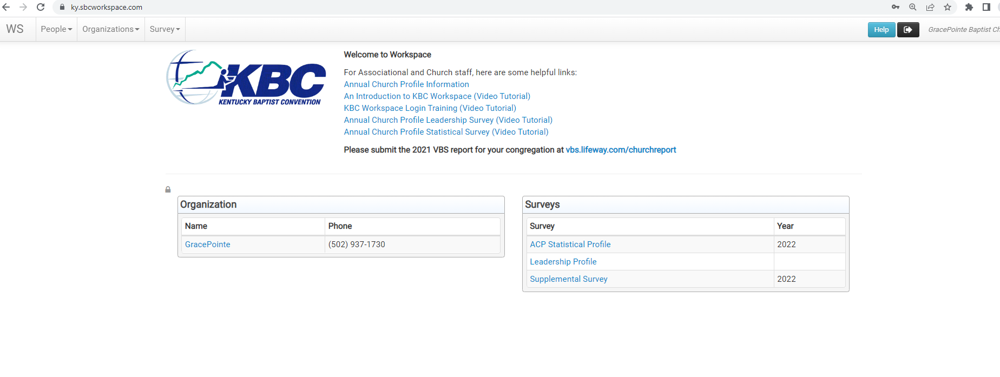 ky.sbcworkspace.com
WS People Organizations Survey Help GracePointe Baptist Ch
KBC
KENTUCKY BAPTIST CONVENTION
Welcome to Workspace
For Associational and Church staff, here are some helpful links:
Annual Church Profile Information
An Introduction to KBC Workspace (Video Tutorial)
KBC Workspace Login Training (Video Tutorial)
Annual Church Profile Leadership Survey (Video Tutorial)
Annual Church Profile Statistical Survey (Video Tutorial)
Please submit the 2021 VBS report for your congregation at vbs.lifeway.com/churchreport
Organization
Name Phone
GracePointe (502) 937-1730
Surveys
Survey Year
ACP Statistical Profile 2022
Leadership Profile
Supplemental Survey 2022